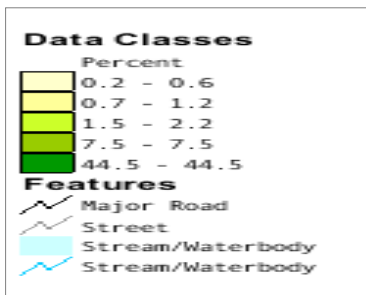 Data Classes
Percent
0.2 - 0.6
0.7 - 1.2
1.5 - 2.2
7.5 - 7.5
44.5 - 44.5
Features
Major Road
Street
Stream/Waterbody
Stream/Waterbody